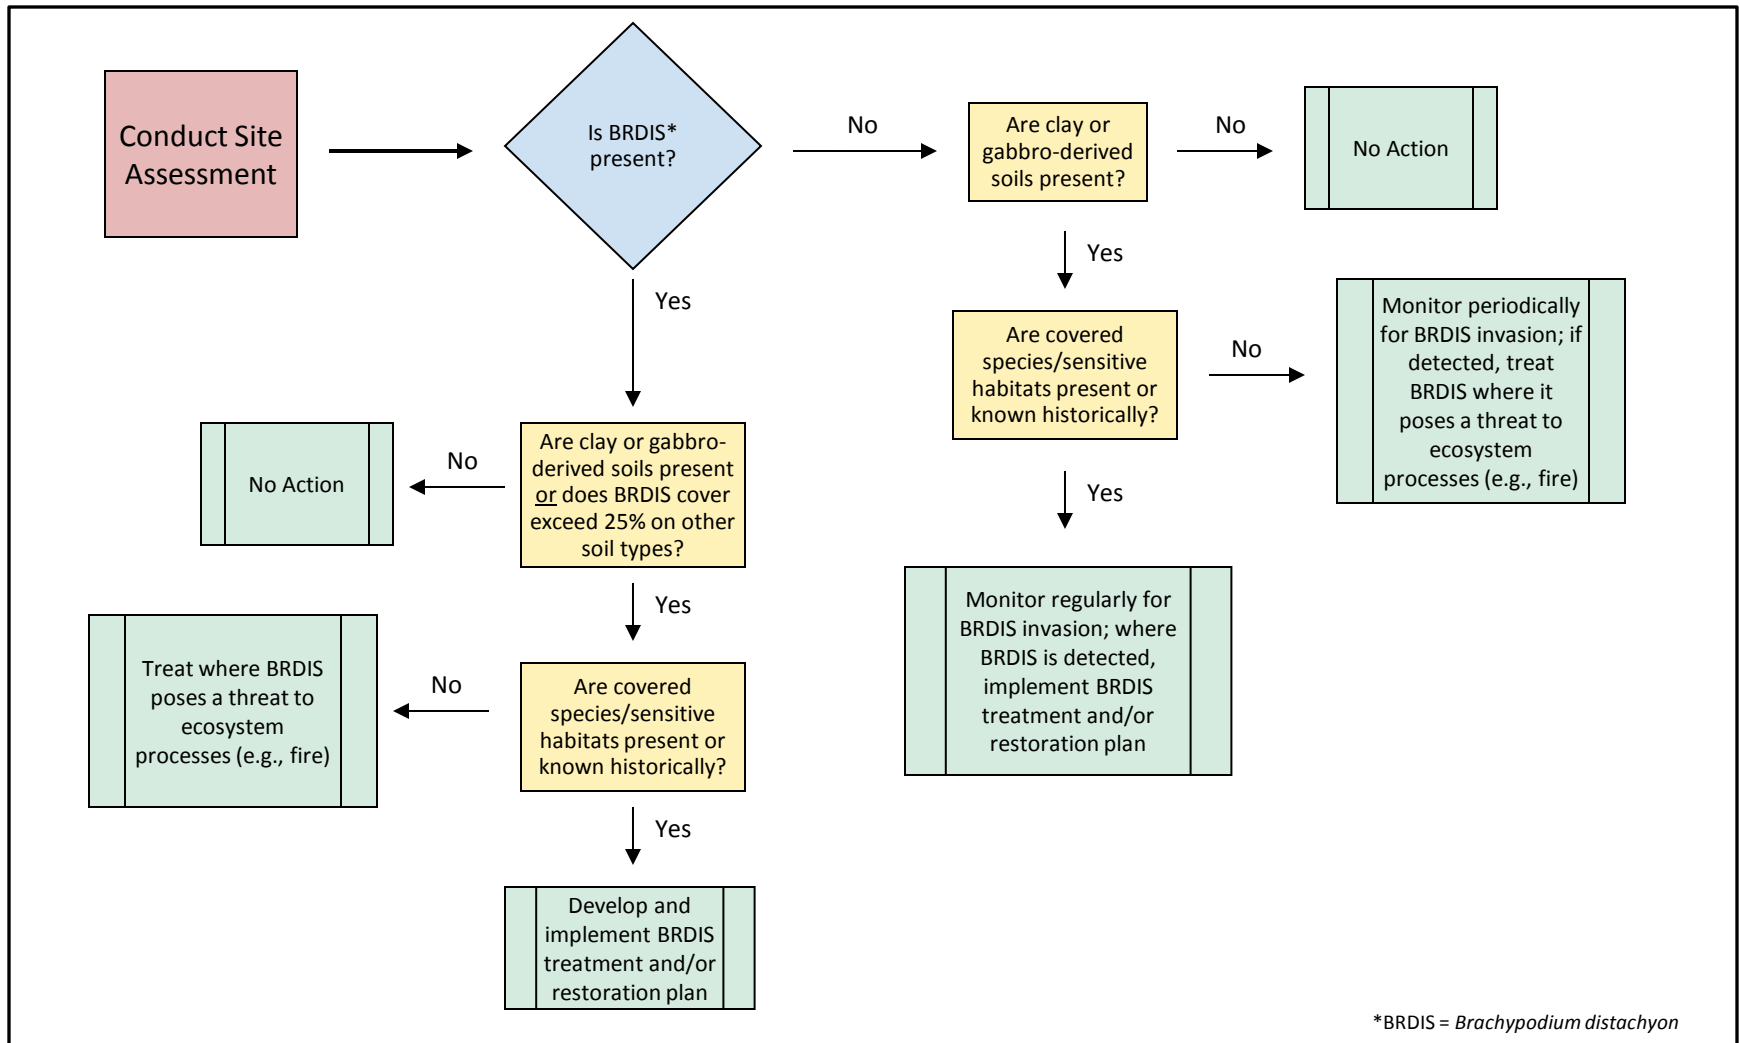 Conduct Site
Assessment
Is BRDIS*
present?
No
Are clay or
gabbro-derived
soils present?
No
No Action
Yes
Yes
Are covered
species/sensitive
habitats present or
known historically?
No
Monitor periodically
for BRDIS invasion; if
detected, treat
BRDIS where it
poses a threat to
ecosystem
processes (e.g., fire)
Yes
Monitor regularly for
BRDIS invasion; where
BRDIS is detected,
implement BRDIS
treatment and/or
restoration plan
Are clay or gabbro-
derived soils present
or does BRDIS cover
exceed 25% on other
soil types?
No
No Action
Yes
Are covered
species/sensitive
habitats present or
known historically?
No
Treat where BRDIS
poses a threat to
ecosystem
processes (e.g., fire)
Yes
Develop and
implement BRDIS
treatment and/or
restoration plan
*BRDIS = Brachypodium distachyon